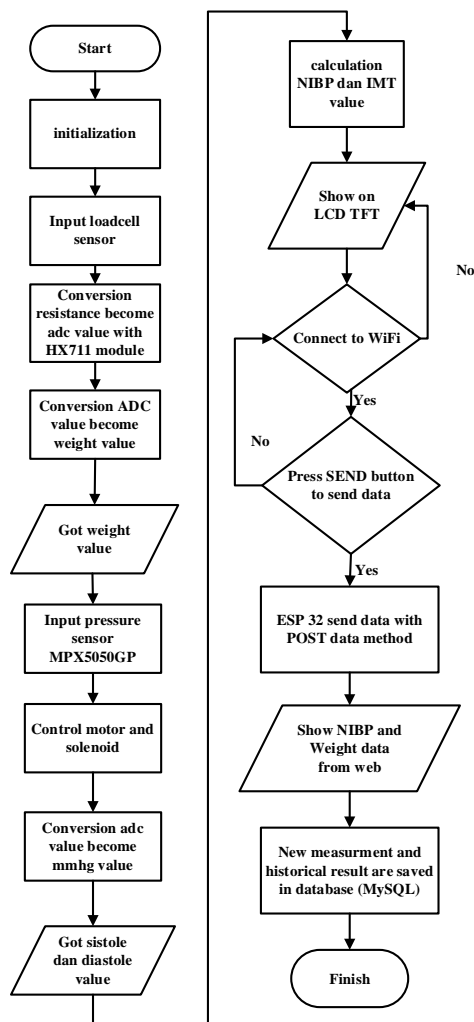 Start
initialization
Input loadcell
sensor
Conversion
resistance become
adc value with
HX711 module
Conversion ADC
value become
weight value
Got weight
value
Input pressure
sensor
MPX5050GP
Control motor and
solenoid
Conversion adc
value become
mmhg value
Got sistole
dan diastole
value
calculation
NIBP dan IMT
value
Show on
LCD TFT
No
Connect to WiFi
Yes
No
Press SEND button
to send data
Yes
ESP 32 send data with
POST data method
Show NIBP and
Weight data
from web
New measurment and
historical result are saved
in database (MySQL)
Finish